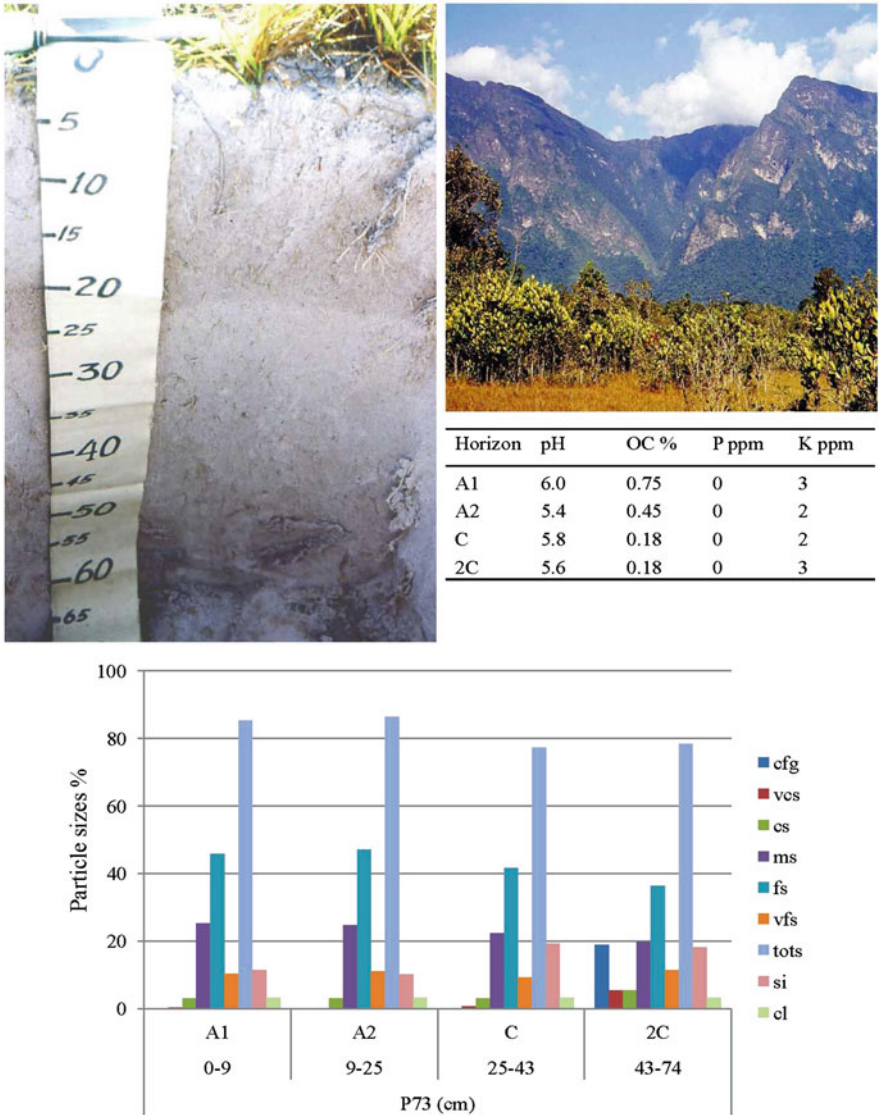 0
5
10
15
20
25
30
35
40
45
50
55
60
65
Horizon pH OC % P ppm K ppm
A1 6.0 0.75 0 3
A2 5.4 0.45 0 2
C 5.8 0.18 0 2
2C 5.6 0.18 0 3
100
80
60
40
20
0
Particle sizes %
cfg
vcs
cs
ms
fs
vfs
tots
si
cl
A1 A2 C 2C
0-9 9-25 25-43 43-74
P73 (cm)